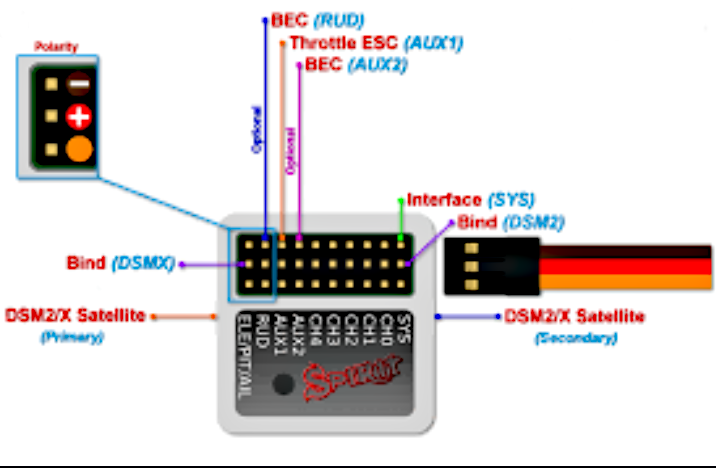 BEC (RUD)
Throttle ESC (AUX1)
BEC (AUX2)
Polarity
Optional
Optional
Interface (SYS)
Bind (DSM2)
Bind (DSMX)
DSM2/X Satellite
(Primary)
DSM2/X Satellite
(Secondary)
ELE/PIT/AIL
RUD
AUX1
AUX2
CH4
CH3
CH2
CH1
CH0
SYS
Spirit